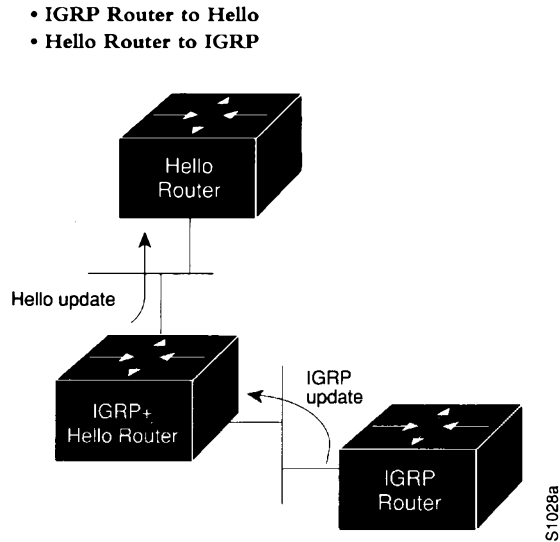 • IGRP Router to Hello
• Hello Router to IGRP
Hello
Router
Hello update
IGRP+
Hello Router
IGRP
update
IGRP
Router
S1028a